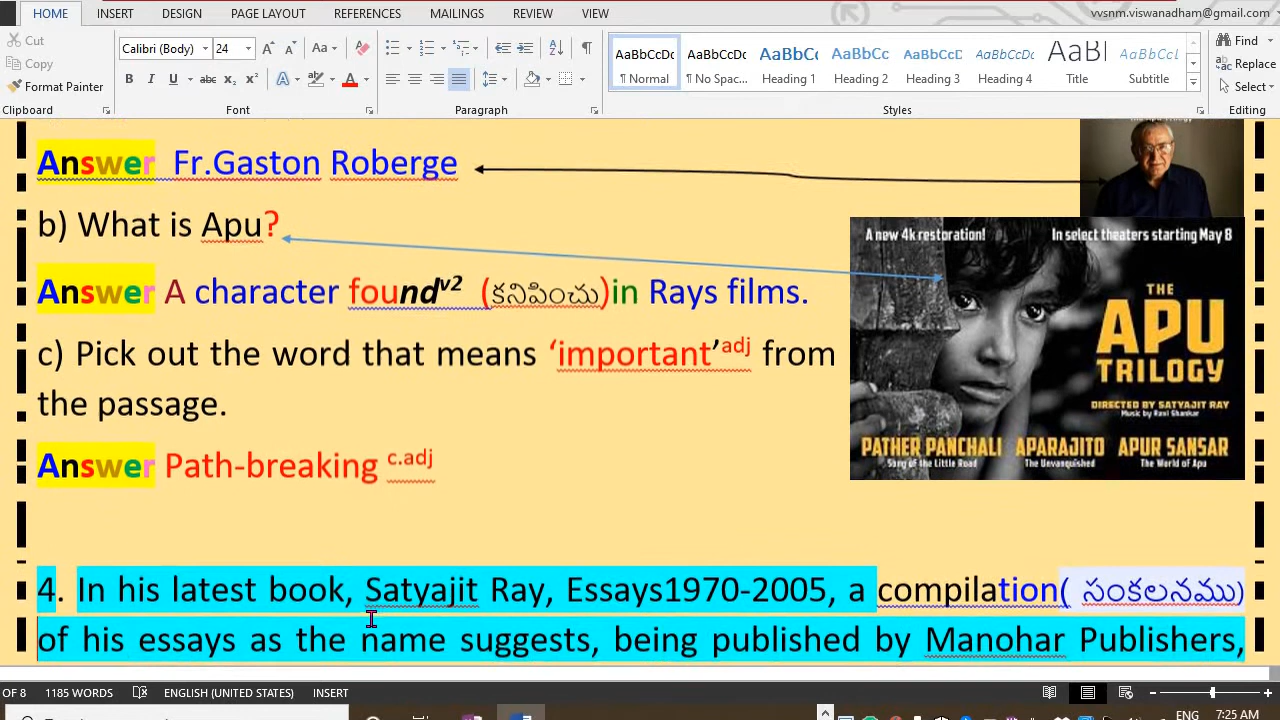 HOME INSERT DESIGN PAGE LAYOUT REFERENCES MAILINGS REVIEW VIEW vvsnm.viswanadham@gmail.com
Cut
Copy
Format Painter
Clipboard
Calibri (Body) 24
Font
Paragraph
AaBbCcDc AaBbCcDc AaBbCc AaBbCc AaBbCcD AaBbCcD
¶ Normal ¶ No Spac... Heading 1 Heading 2 Heading 3 Heading 4 Title
Styles
Find
Replace
Select
Editing
Answer Fr.Gaston Roberge
b) What is Apu?
Answer A character foundv2 (కనిపించు)in Rays films.
c) Pick out the word that means ‘important’adj from
the passage.
Answer Path-breaking c.adj
A new 4k restoration! In select theaters starting May 8
THE
APU
TRILOGY
DIRECTED BY SATYAJIT RAY
Music by Ravi Shankar
PATHER PANCHALI APARAJITO APUR SANSAR
Song of the Little Road The Unvanquished The World of Apu
4. In his latest book, Satyajit Ray, Essays1970-2005, a compilation( సంకలనము)
of his essays as the name suggests, being published by Manohar Publishers,
OF 8 1185 WORDS ENGLISH (UNITED STATES) INSERT
ENG 7:25 AM